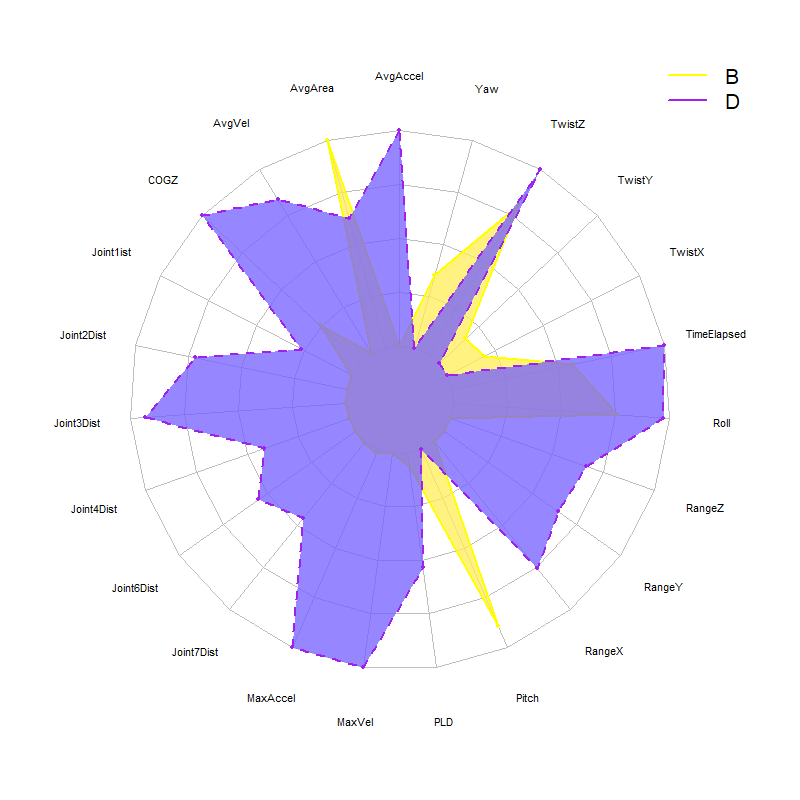 B
D
AvgAccel
Yaw
AvgArea
TwistZ
AvgVel
TwistY
COGZ
TwistX
Joint1ist
TimeElapsed
Joint2Dist
Roll
Joint3Dist
RangeZ
Joint4Dist
RangeY
Joint6Dist
RangeX
Joint7Dist
Pitch
MaxAccel
PLD
MaxVel